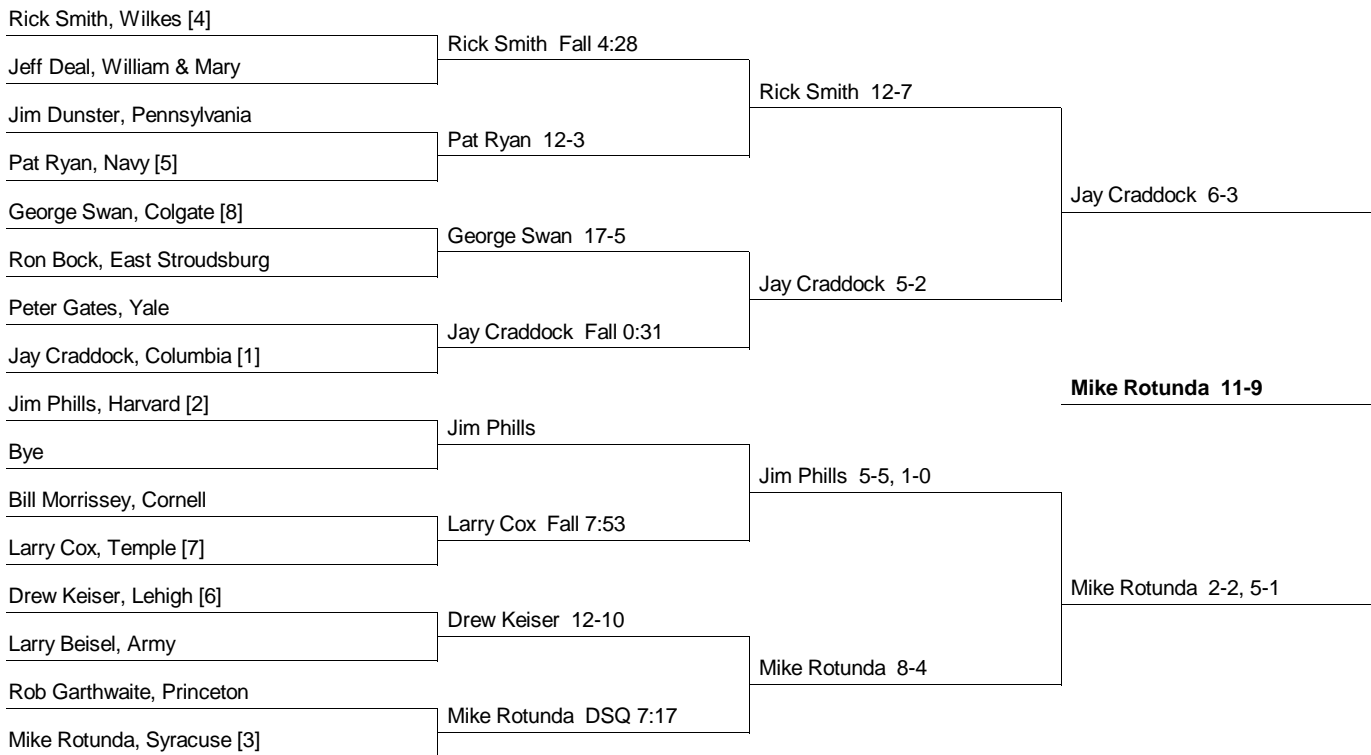 Rick Smith, Wilkes [4]
Jeff Deal, William & Mary
Jim Dunster, Pennsylvania
Pat Ryan, Navy [5]
George Swan, Colgate [8]
Ron Bock, East Stroudsburg
Peter Gates, Yale
Jay Craddock, Columbia [1]
Jim Phills, Harvard [2]
Bye
Bill Morrissey, Cornell
Larry Cox, Temple [7]
Drew Keiser, Lehigh [6]
Larry Beisel, Army
Rob Garthwaite, Princeton
Mike Rotunda, Syracuse [3]
Rick Smith Fall 4:28
Pat Ryan 12-3
George Swan 17-5
Jay Craddock Fall 0:31
Jim Phills
Larry Cox Fall 7:53
Drew Keiser 12-10
Mike Rotunda DSQ 7:17
Rick Smith 12-7
Jay Craddock 5-2
Jim Phills 5-5, 1-0
Mike Rotunda 8-4
Jay Craddock 6-3
Mike Rotunda 2-2, 5-1
Mike Rotunda 11-9